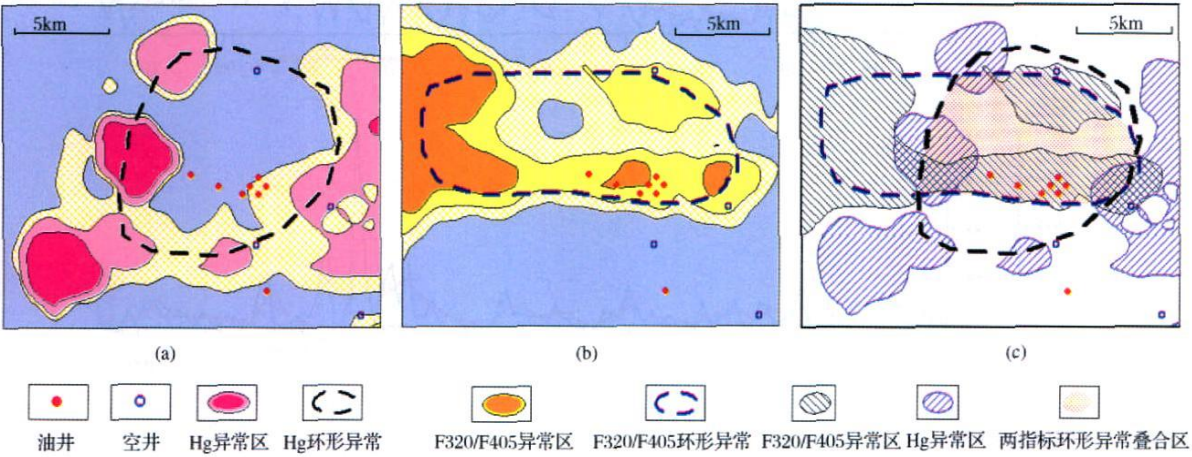 5km
5km
5km
(a)
(b)
(c)
油井
空井
Hg异常区
Hg环形异常
F320/F405异常区
F320/F405环形异常
F320/F405异常区
Hg异常区
两指标环形异常叠合区